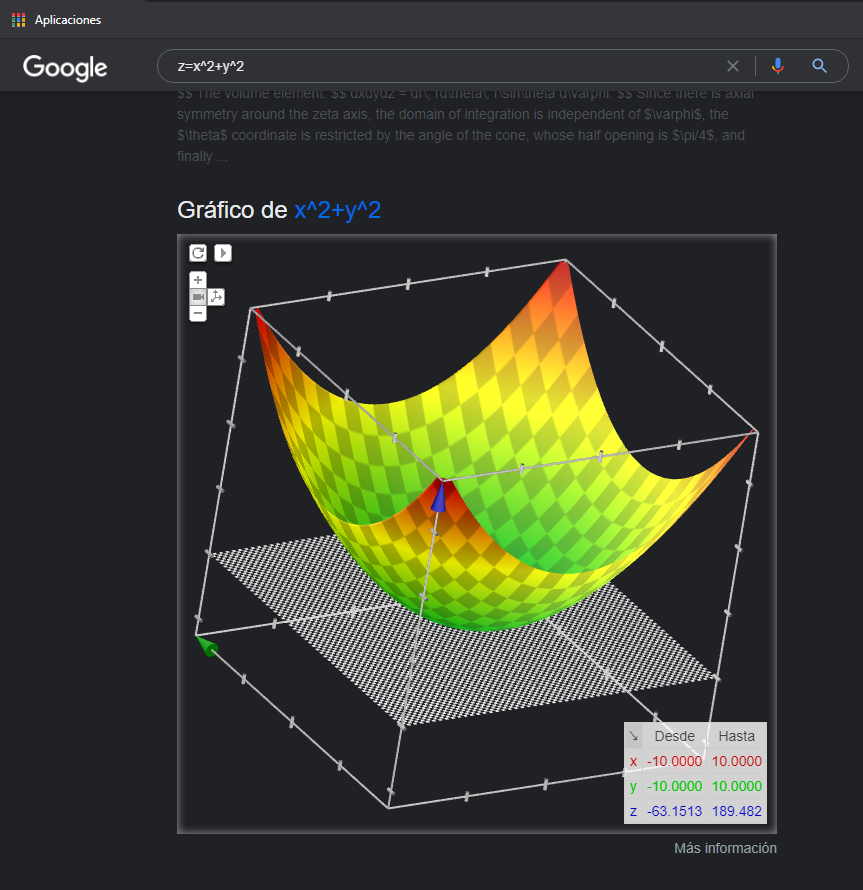 Aplicaciones
Google
z=x^2+y^2
$$ The volume element: $$ dxdydz = dr\, rd\theta\, r\sin\theta d\varphi. $$ Since there is axial
symmetry around the zeta axis, the domain of integration is independent of $\varphi$, the
$\theta$ coordinate is restricted by the angle of the cone, whose half opening is $\pi/4$, and
finally ...
Gráfico de x^2+y^2
Desde Hasta
x -10.0000 10.0000
y -10.0000 10.0000
z -63.1513 189.482
Más información